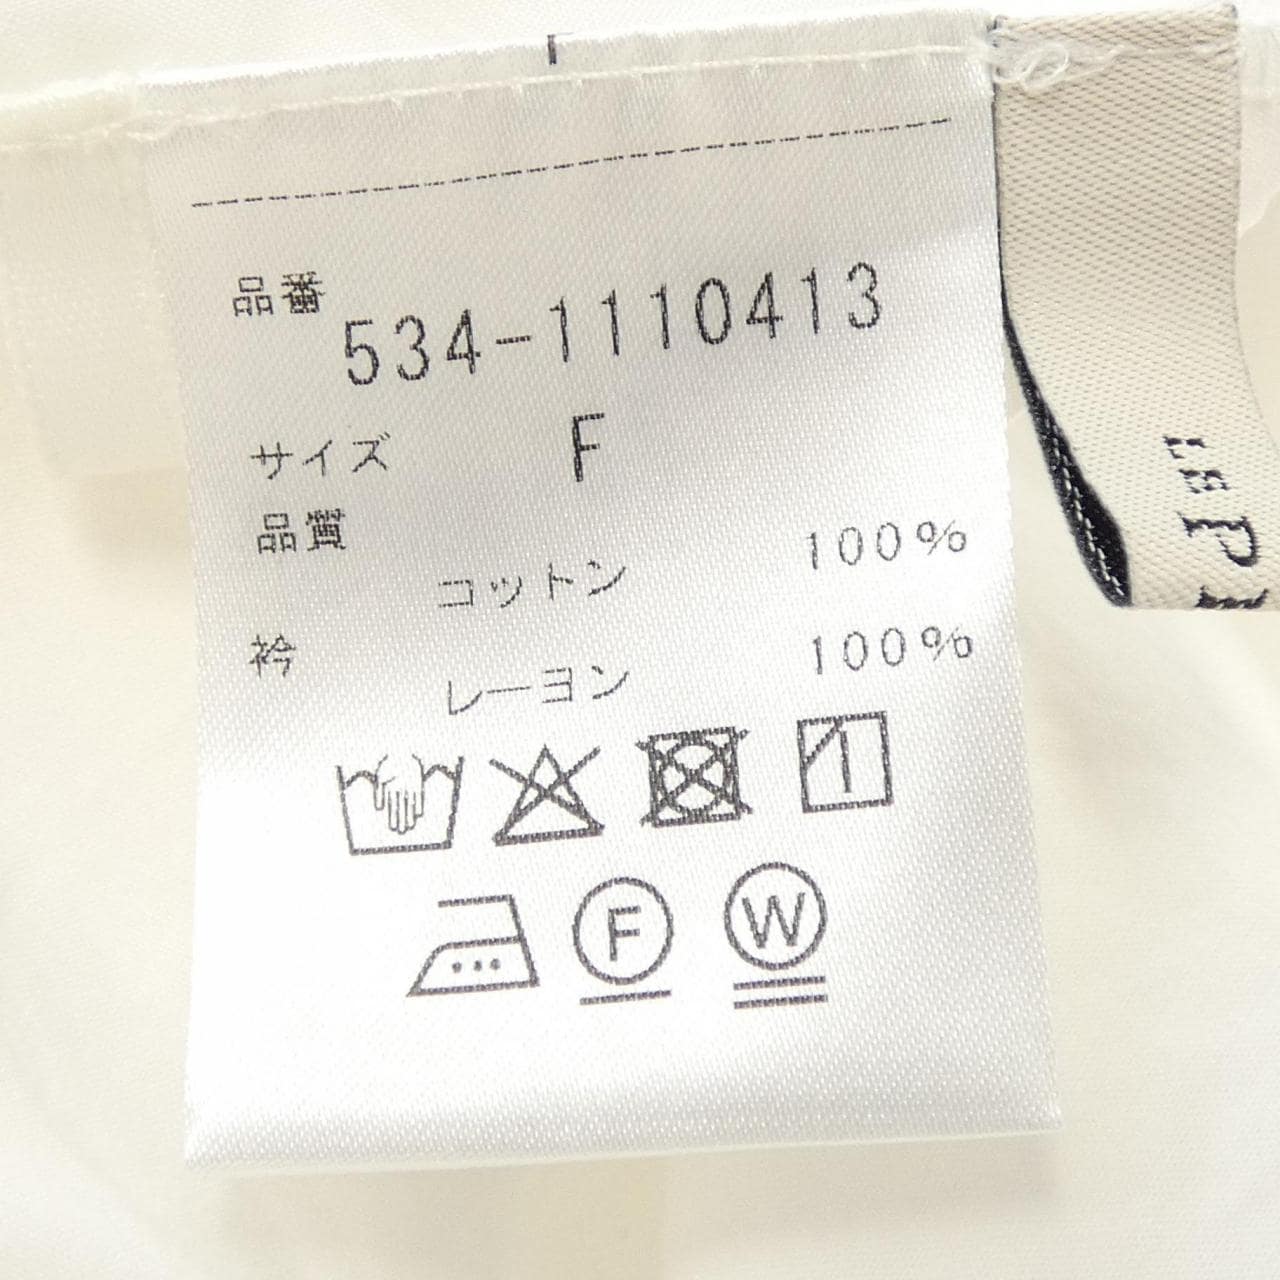 品番
534-1110413
サイズ F
品質
コットン 100%
衿
レーヨン 100%
F W
LE